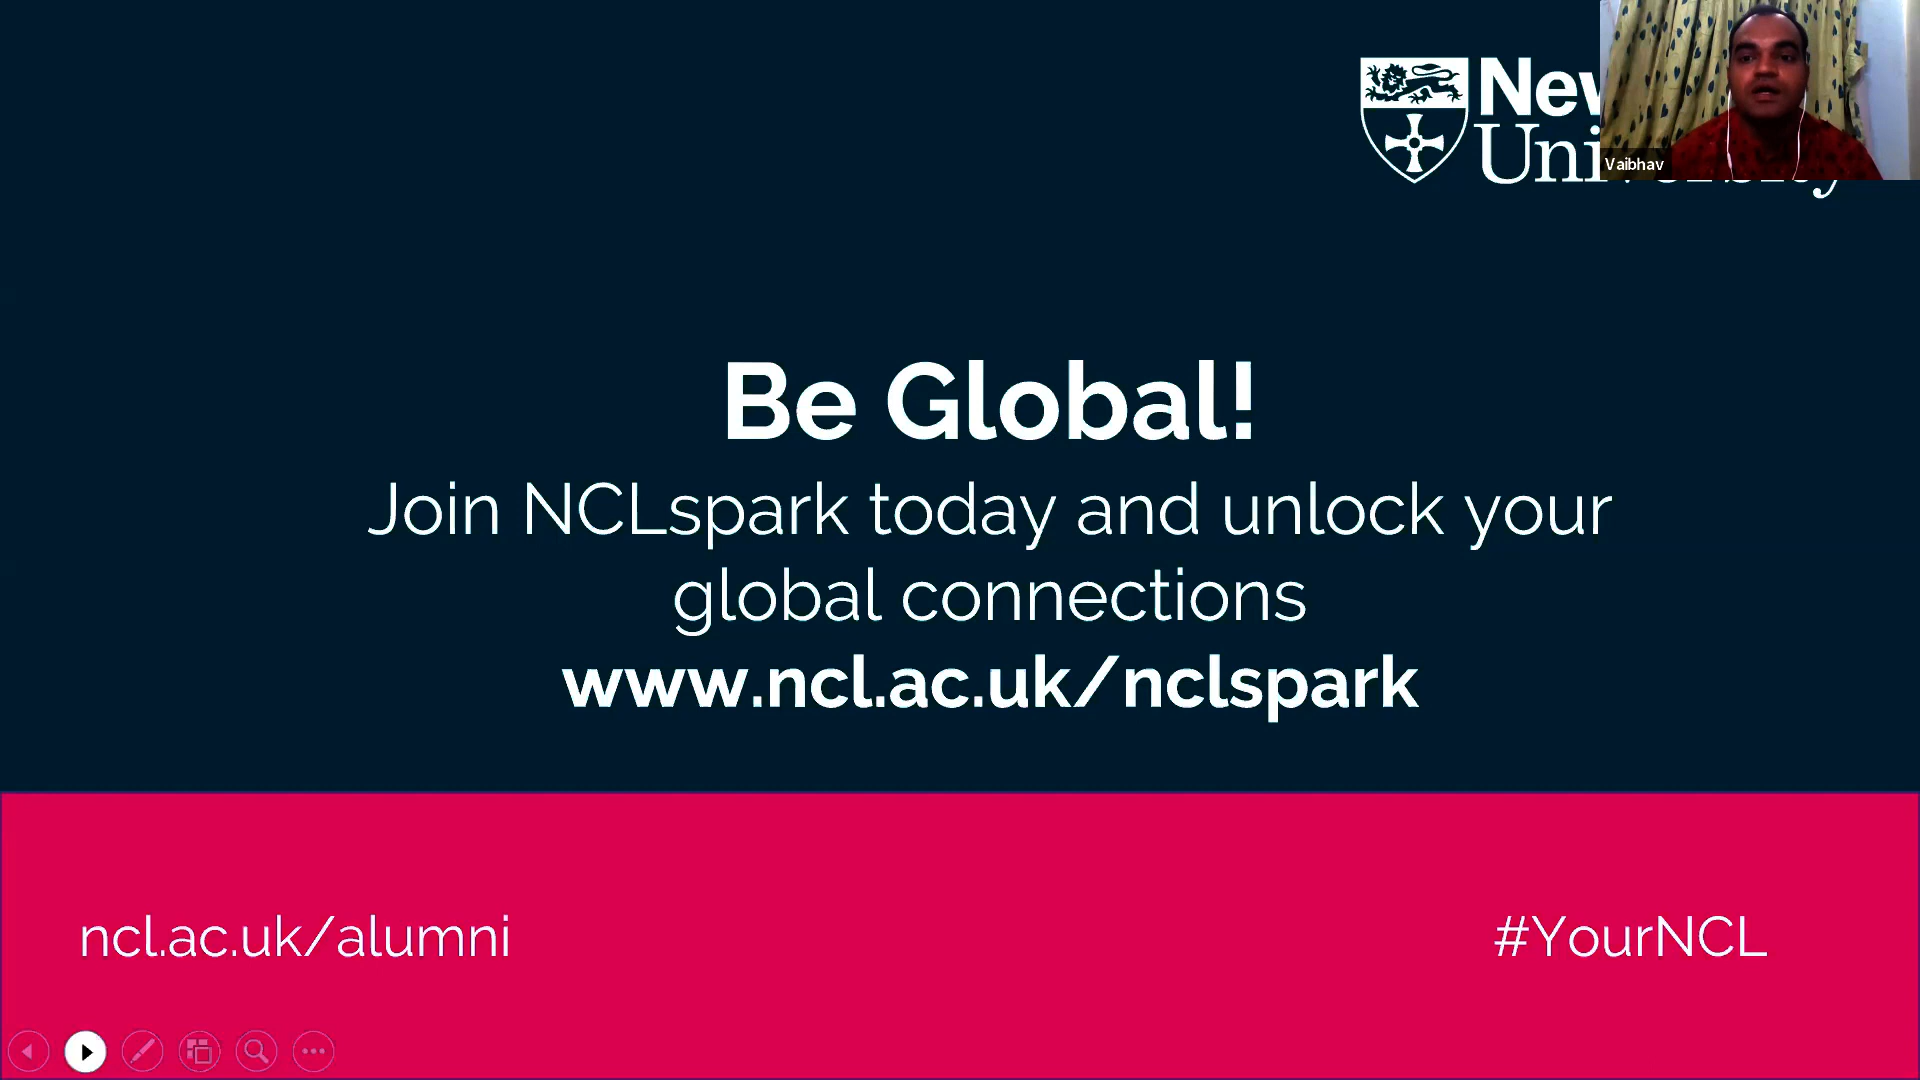 Vaibhav
Be Global!
Join NCLspark today and unlock your
global connections
www.ncl.ac.uk/nclspark
ncl.ac.uk/alumni
#YourNCL